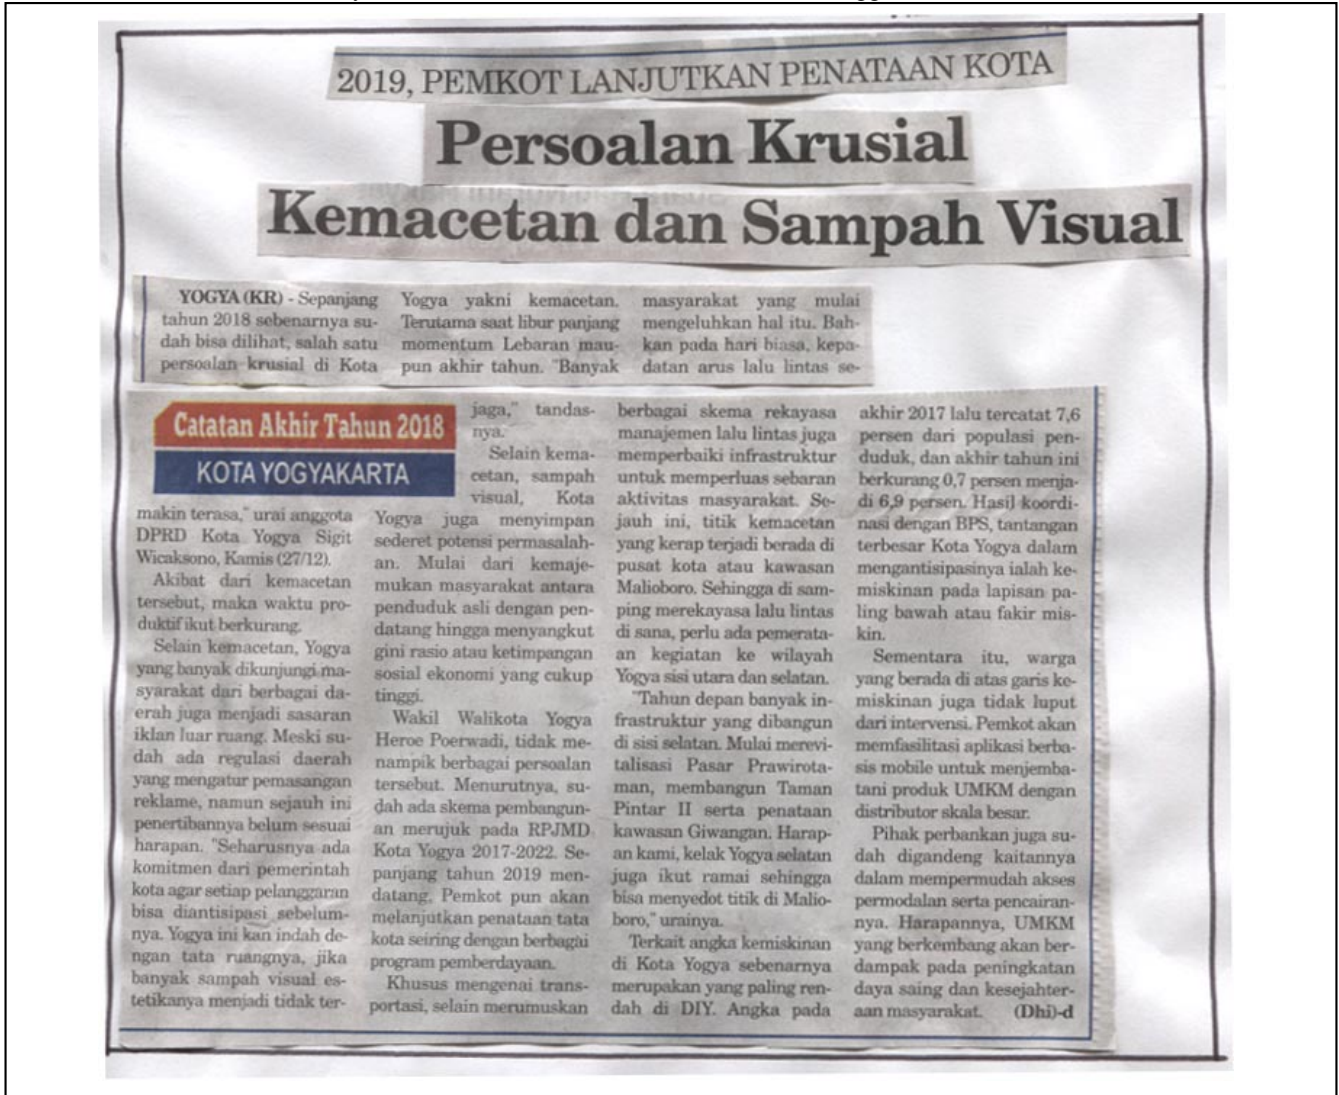 2019, PEMKOT LANJUTKAN PENATAAN KOTA
Persoalan Krusial
Kemacetan dan Sampah Visual
YOGYA (KR) - Sepanjang
tahun 2018 sebenarnya su-
dah bisa dilihat, salah satu
persoalan krusial di Kota
Yogya yakni kemacetan.
Terutama saat libur panjang
momentum Lebaran mau-
pun akhir tahun. "Banyak
masyarakat yang mulai
mengeluhkan hal itu. Bah-
kan pada hari biasa, kepa-
datan arus lalu lintas se-
Catatan Akhir Tahun 2018
KOTA YOGYAKARTA
makin terasa," urai anggota
DPRD Kota Yogya Sigit
Wicaksono, Kamis (27/12).
Akibat dari kemacetan
tersebut, maka waktu pro-
duktif ikut berkurang.
Selain kemacetan, Yogya
yang banyak dikunjungi ma-
syarakat dari berbagai da-
erah juga menjadi sasaran
iklan luar ruang. Meski su-
dah ada regulasi daerah
yang mengatur pemasangan
reklame, namun sejauh ini
penertibannya belum sesuai
harapan. "Seharusnya ada
komitmen dari pemerintah
kota agar setiap pelanggaran
bisa diantisipasi sebelum-
nya. Yogya ini kan indah de-
ngan tata ruangnya, jika
banyak sampah visual es-
tetikanya menjadi tidak ter-
jaga," tandas-
nya.
Selain kema-
cetan, sampah
visual, Kota
Yogya juga menyimpan
sederet potensi permasalah-
an. Mulai dari kemaje-
mukan masyarakat antara
penduduk asli dengan pen-
datang hingga menyangkut
gini rasio atau ketimpangan
sosial ekonomi yang cukup
tinggi.
Wakil Walikota Yogya
Heroe Poerwadi, tidak me-
nampik berbagai persoalan
tersebut. Menurutnya, su-
dah ada skema pembangun-
an merujuk pada RPJMD
Kota Yogya 2017-2022. Se-
panjang tahun 2019 men-
datang, Pemkot pun akan
melanjutkan penataan tata
kota seiring dengan berbagai
program pemberdayaan.
Khusus mengenai trans-
portasi, selain merumuskan
berbagai skema rekayasa
manajemen lalu lintas juga
memperbaiki infrastruktur
untuk memperluas sebaran
aktivitas masyarakat. Se-
jauh ini, titik kemacetan
yang kerap terjadi berada di
pusat kota atau kawasan
Malioboro. Sehingga di sam-
ping merekayasa lalu lintas
di sana, perlu ada pemerata-
an kegiatan ke wilayah
Yogya sisi utara dan selatan.
"Tahun depan banyak in-
frastruktur yang dibangun
di sisi selatan. Mulai merevi-
talisasi Pasar Prawirota-
man, membangun Taman
Pintar II serta penataan
kawasan Giwangan. Harap-
an kami, kelak Yogya selatan
juga ikut ramai sehingga
bisa menyedot titik di Malio-
boro," urainya.
Terkait angka kemiskinan
di Kota Yogya sebenarnya
merupakan yang paling ren-
dah di DIY. Angka pada
akhir 2017 lalu tercatat 7,6
persen dari populasi pen-
duduk, dan akhir tahun ini
berkurang 0,7 persen menja-
di 6,9 persen. Hasil koordi-
nasi dengan BPS, tantangan
terbesar Kota Yogya dalam
mengantisipasinya ialah ke-
miskinan pada lapisan pa-
ling bawah atau fakir mis-
kin.
Sementara itu, warga
yang berada di atas garis ke-
miskinan juga tidak luput
dari intervensi. Pemkot akan
memfasilitasi aplikasi berba-
sis mobile untuk menjemba-
tani produk UMKM dengan
distributor skala besar.
Pihak perbankan juga su-
dah digandeng kaitannya
dalam mempermudah akses
permodalan serta pencairan-
nya. Harapannya, UMKM
yang berkembang akan ber-
dampak pada peningkatan
daya saing dan kesejahter-
aan masyarakat. (Dhi)-d